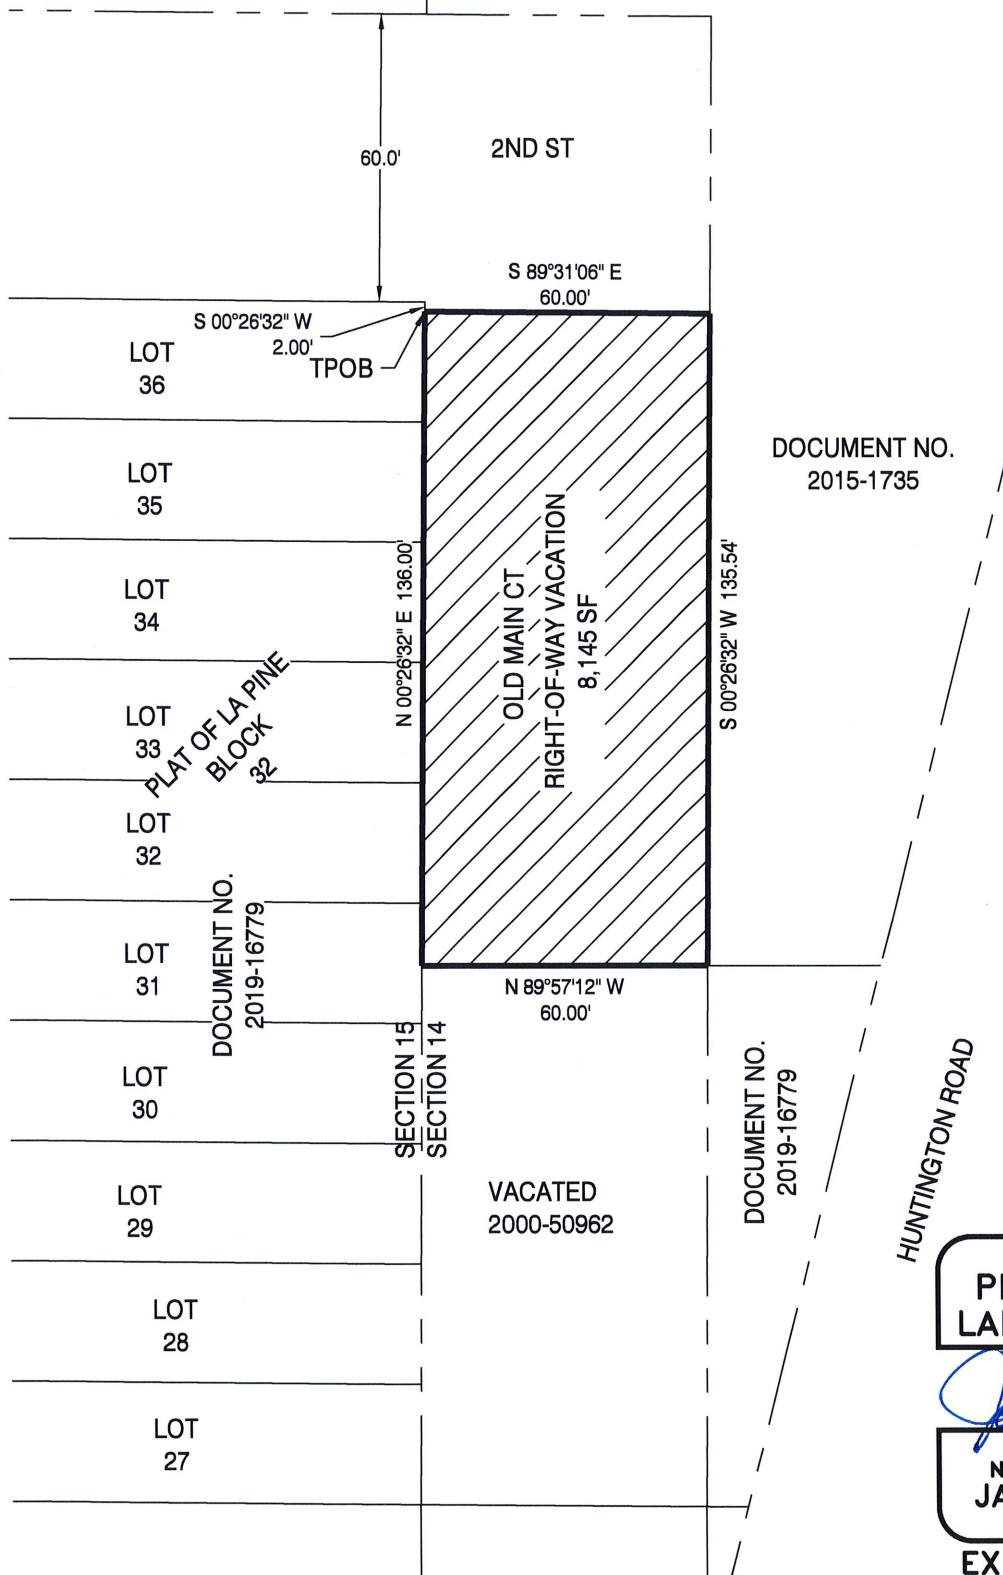 2ND ST
60.0'
S 89°31'06" E
60.00'
S 00°26'32" W
2.00'
TPOB
LOT
36
LOT
35
LOT
34
LOT
33
LOT
32
LOT
31
LOT
30
LOT
29
LOT
28
LOT
27
PLAT OF LA PINE
BLOCK
32
DOCUMENT NO.
2019-16779
N 00°26'32" E 136.00'
OLD MAIN CT
RIGHT-OF-WAY VACATION
8,145 SF
S 00°26'32" W 135.54'
DOCUMENT NO.
2015-1735
N 89°57'12" W
60.00'
SECTION 15
SECTION 14
VACATED
2000-50962
DOCUMENT NO.
2019-16779
HUNTINGTON ROAD